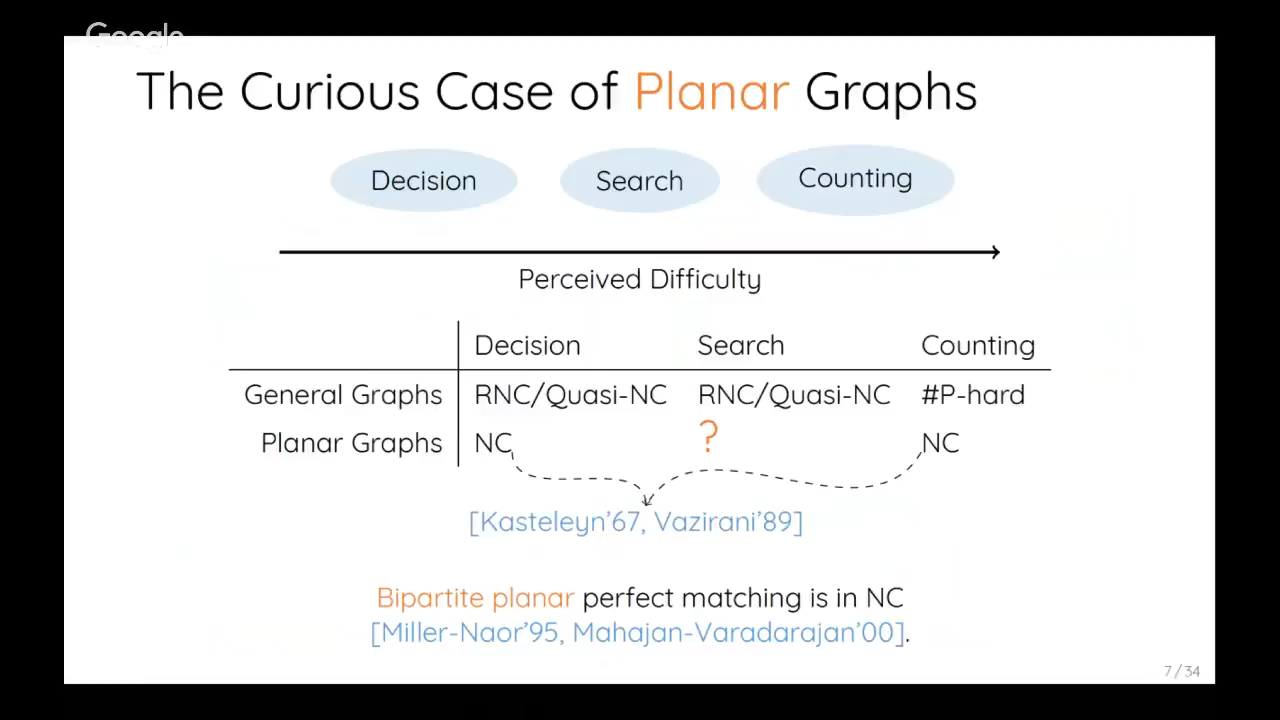 Google
The Curious Case of Planar Graphs
Decision Search Counting
Perceived Difficulty
Decision Search Counting
General Graphs RNC/Quasi-NC RNC/Quasi-NC #P-hard
Planar Graphs NC ? NC
[Kasteleyn'67, Vazirani'89]
Bipartite planar perfect matching is in NC
[Miller-Naor'95, Mahajan-Varadarajan'00].
7 / 34